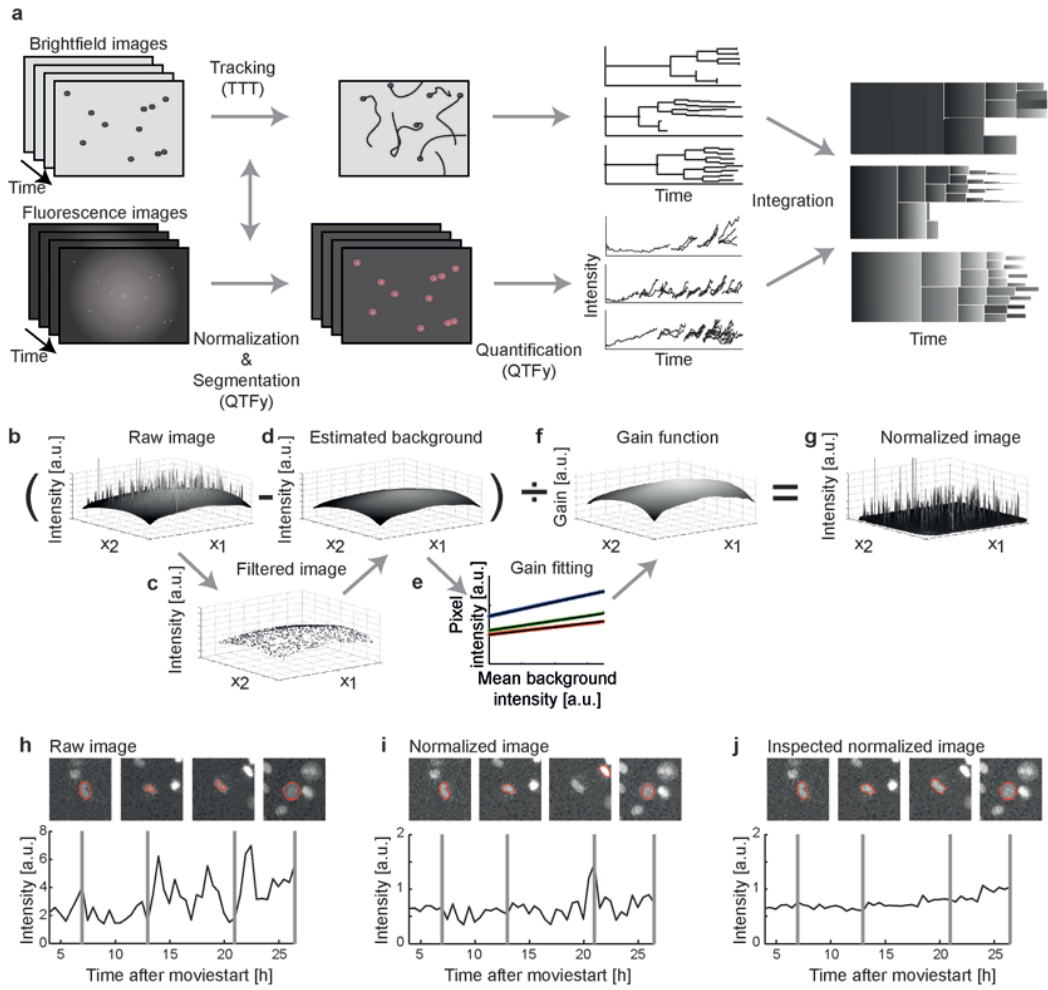 a
Brightfield images
Tracking
(TTT)
Time
Time
Integration
Fluorescence images
Time
Normalization
&
Segmentation
(QTFy)
Quantification
(QTFy)
Intensity
Time
Time
b
Raw image
Intensity [a.u.]
x2
x1
(
-
d
Estimated background
Intensity [a.u.]
x2
x1
)
÷
f
Gain function
Gain [a.u.]
x2
x1
=
g
Normalized image
Intensity [a.u.]
x2
x1
c
Filtered image
Intensity [a.u.]
x2
x1
e
Gain fitting
Pixel
intensity [a.u.]
Mean background
intensity [a.u.]
h
Raw image
Intensity [a.u.]
8
6
4
2
0
5 10 15 20 25
Time after moviestart [h]
i
Normalized image
Intensity [a.u.]
2
1
0
5 10 15 20 25
Time after moviestart [h]
j
Inspected normalized image
Intensity [a.u.]
2
1
0
5 10 15 20 25
Time after moviestart [h]